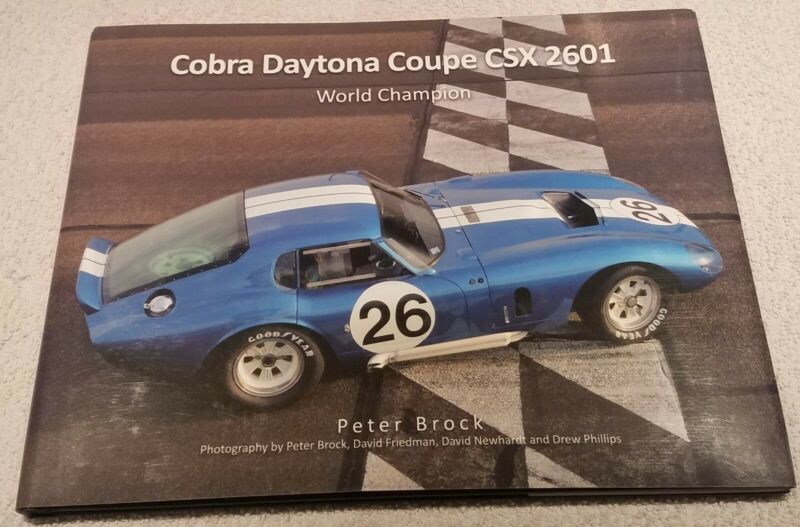 Cobra Daytona Coupe CSX 2601
World Champion
26
26
GOODYEAR
GOODYEAR
Peter Brock
Photography by Peter Brock, David Friedman, David Newhardt and Drew Phillips